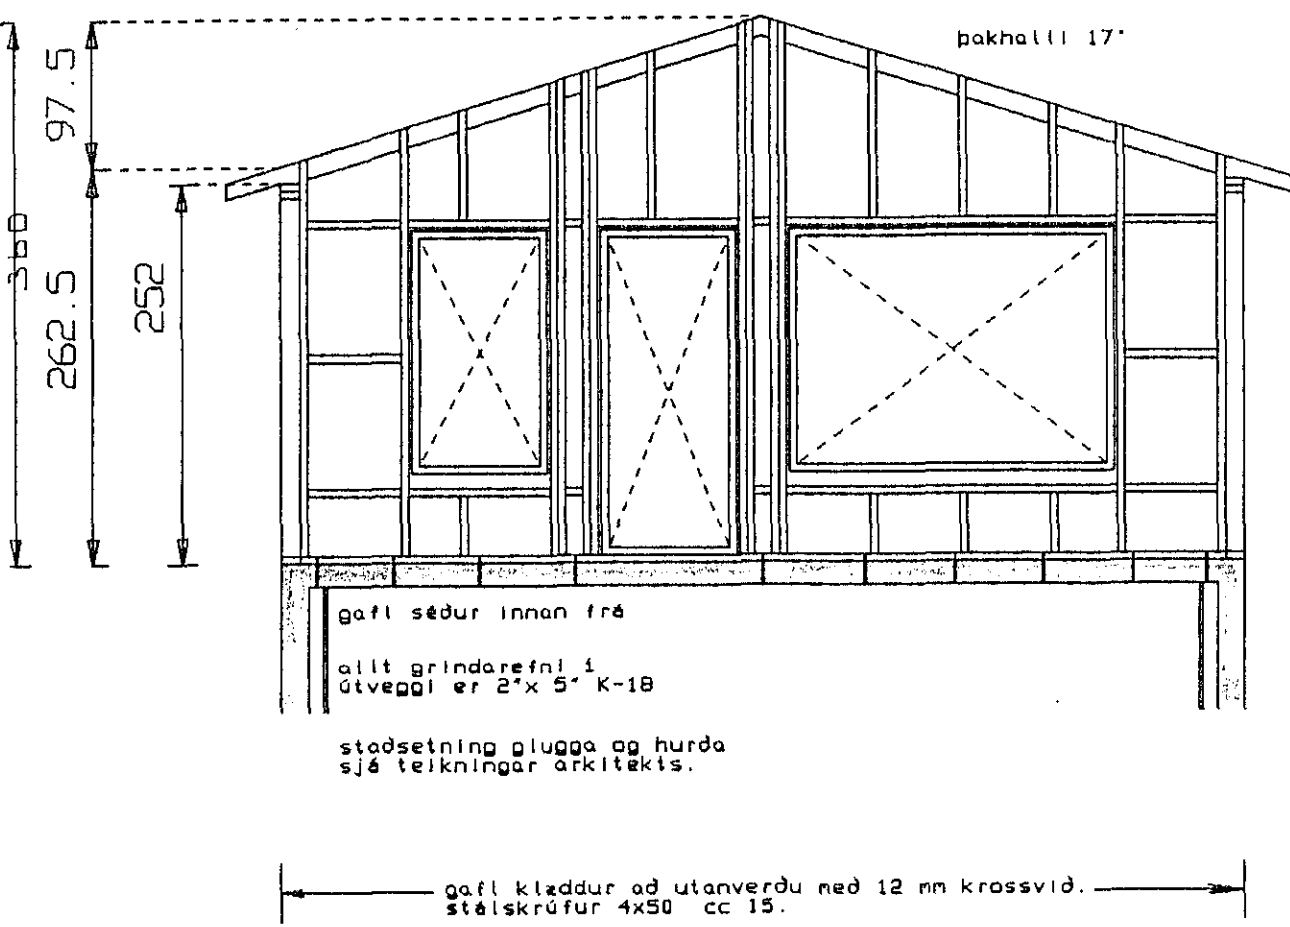 þakhalli 17°
97.5
360
262.5
252
gafl séður innan frá
allt grindarefni í
útveggi er 2"x 5" K-18
staðsetning glugga og hurða
sjá teikningar arkitekts.
gafl klæddur að utanverðu með 12 mm krossvið.
stálskrúfur 4x50 cc 15.